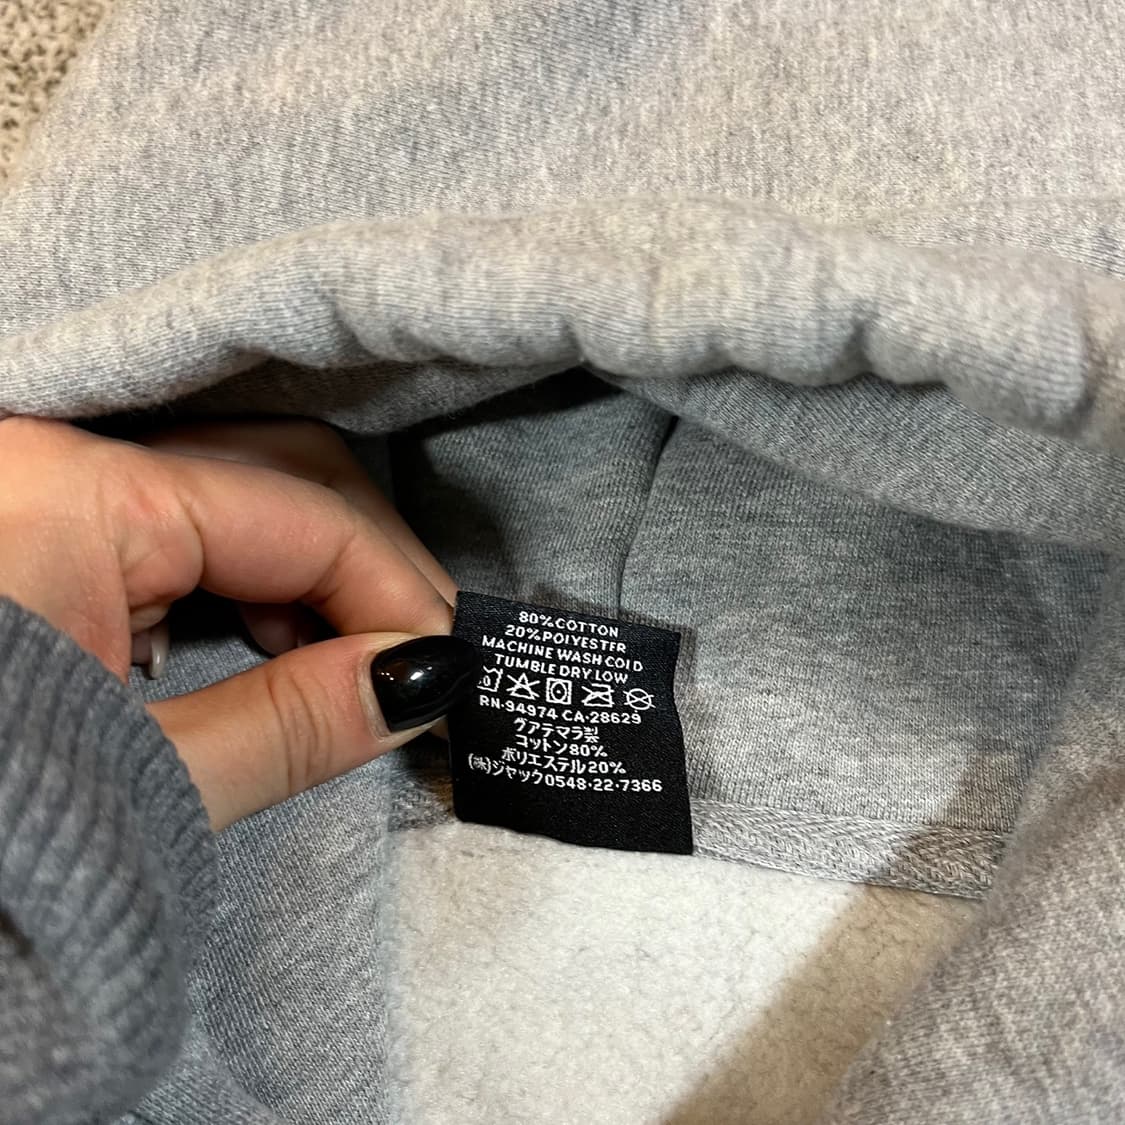 80% COTTON
20% POLYESTER
MACHINE WASH COLD
TUMBLE DRY LOW
RN-94974 CA-28629
グアテマラ製
コットン80%
ポリエステル20%
(株)ジャック0548-22-7366